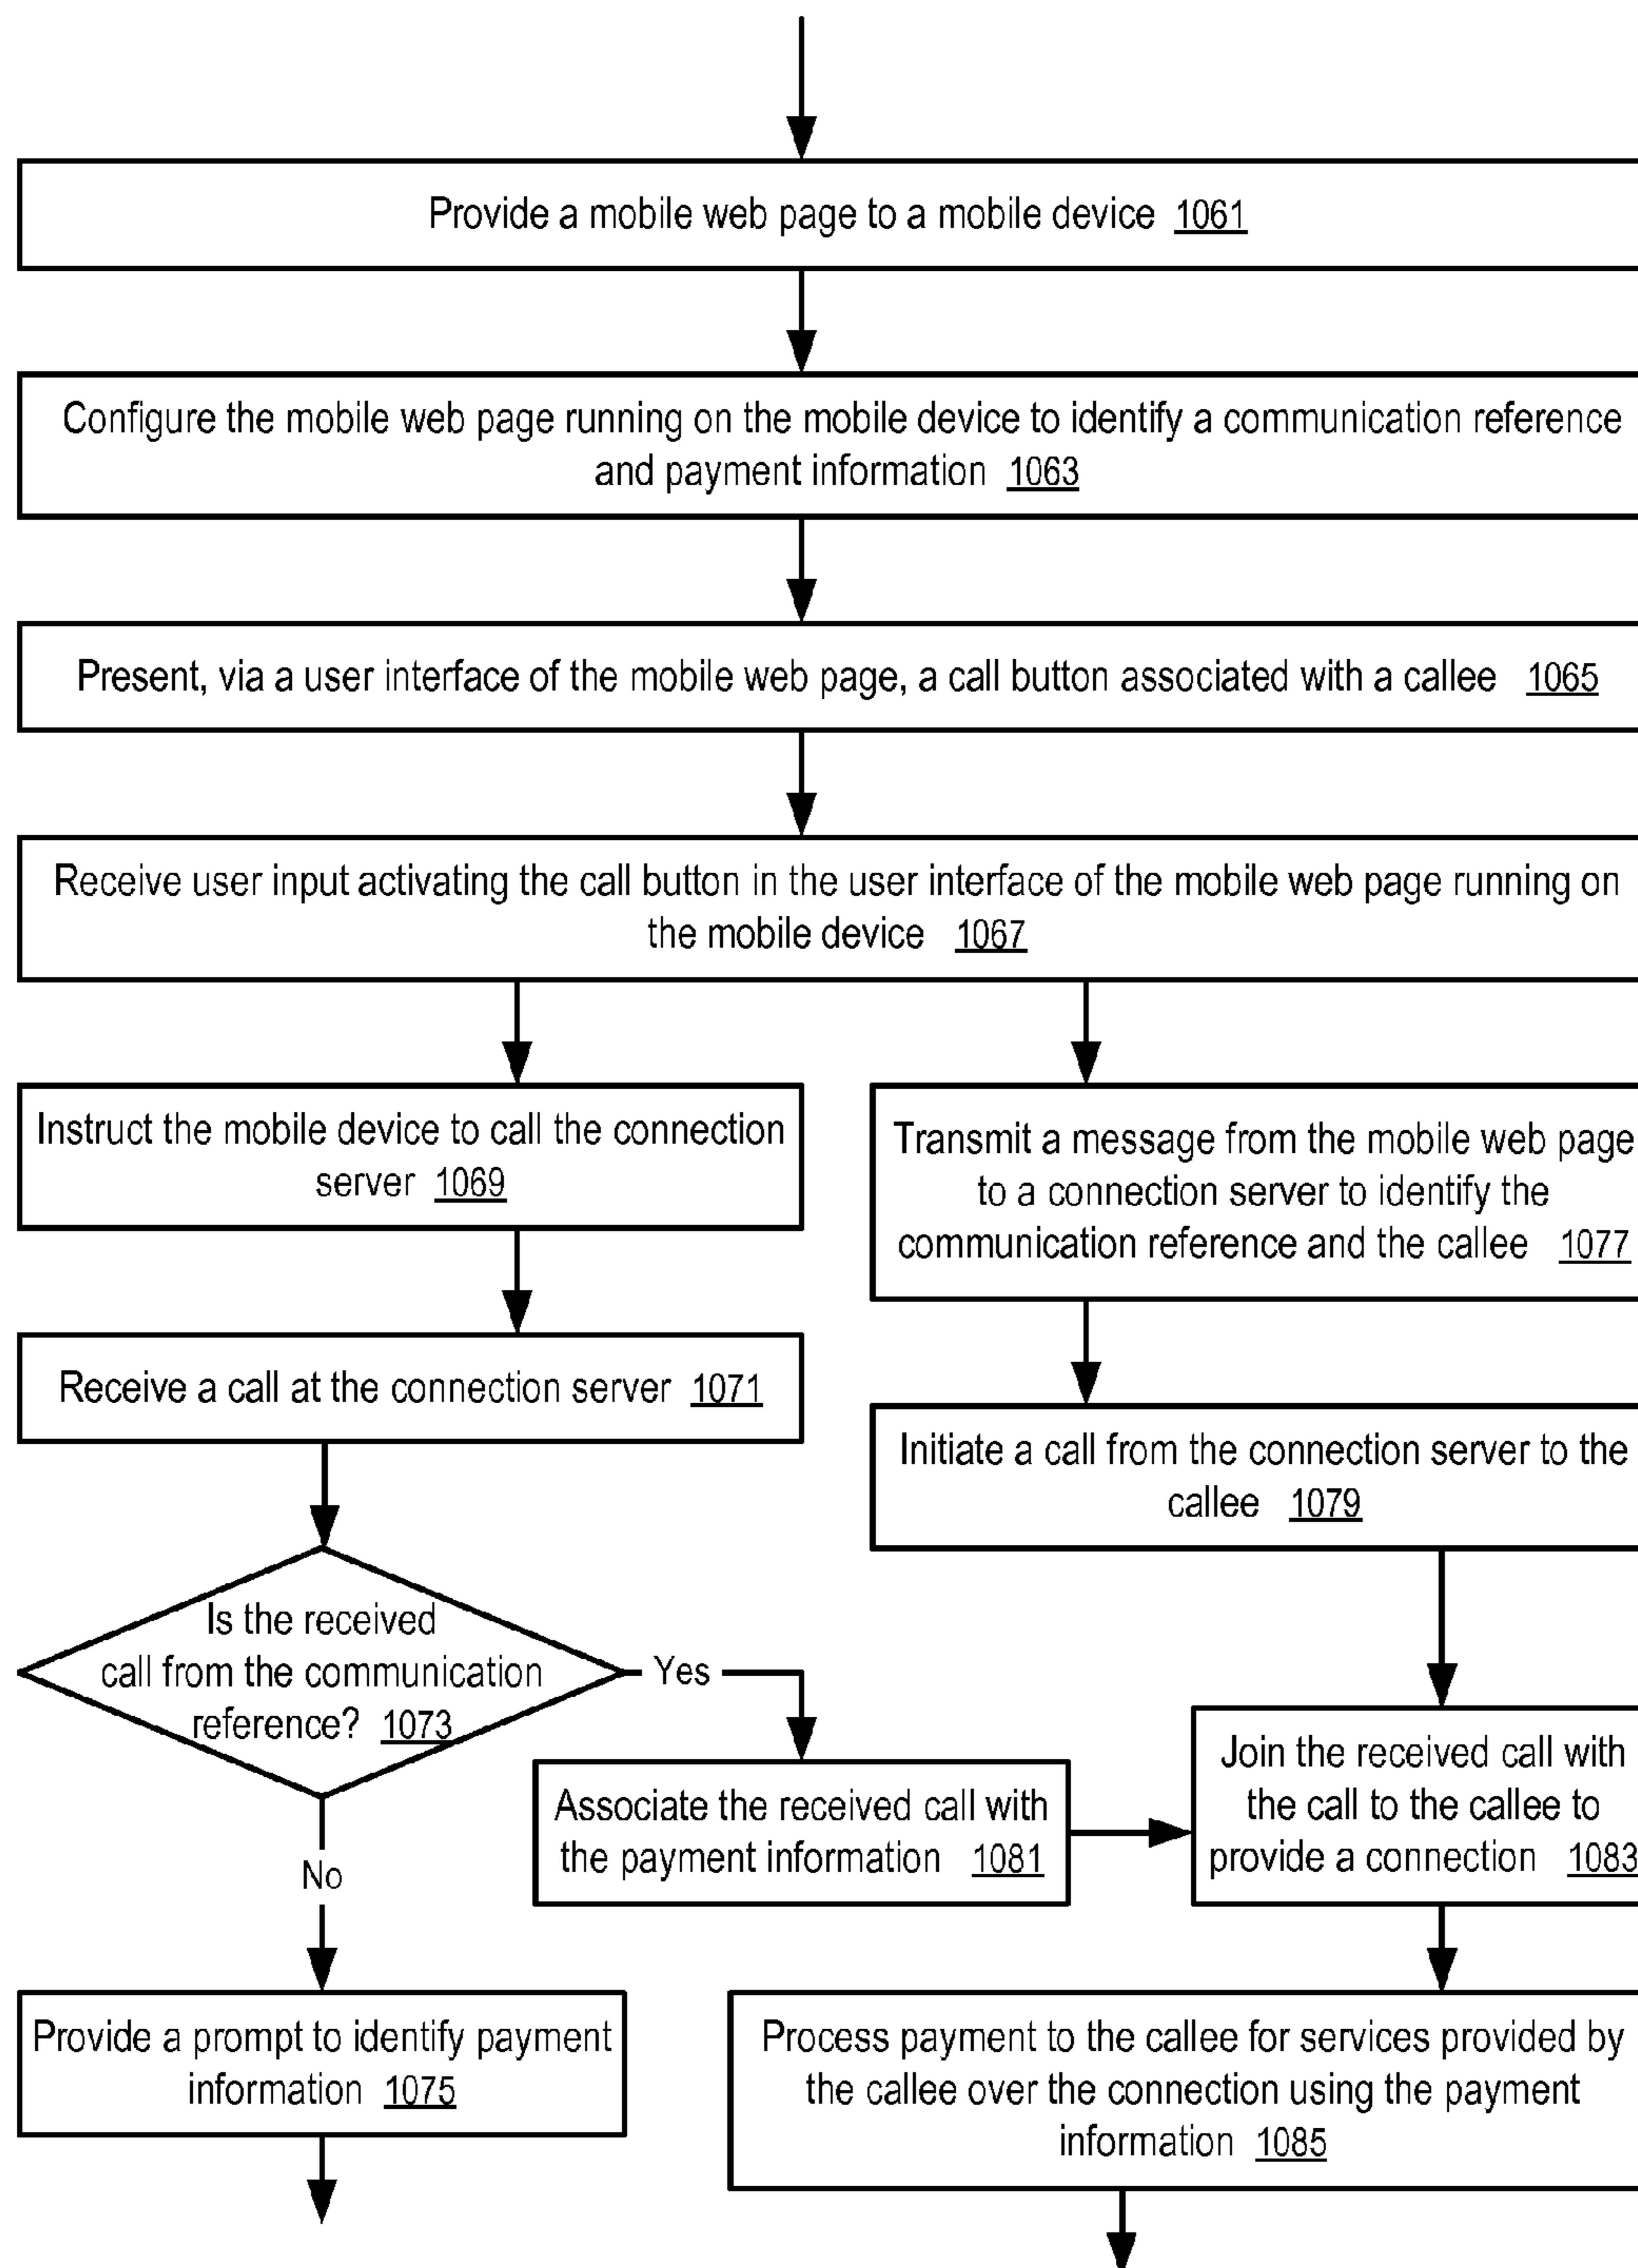 Provide a mobile web page to a mobile device 1061
Configure the mobile web page running on the mobile device to identify a communication reference
and payment information 1063
Present, via a user interface of the mobile web page, a call button associated with a callee 1065
Receive user input activating the call button in the user interface of the mobile web page running on
the mobile device 1067
Instruct the mobile device to call the connection
server 1069
Transmit a message from the mobile web page
to a connection server to identify the
communication reference and the callee 1077
Receive a call at the connection server 1071
Initiate a call from the connection server to the
callee 1079
Is the received
call from the communication
reference? 1073
Yes
No
Associate the received call with
the payment information 1081
Join the received call with
the call to the callee to
provide a connection 1083
Provide a prompt to identify payment
information 1075
Process payment to the callee for services provided by
the callee over the connection using the payment
information 1085